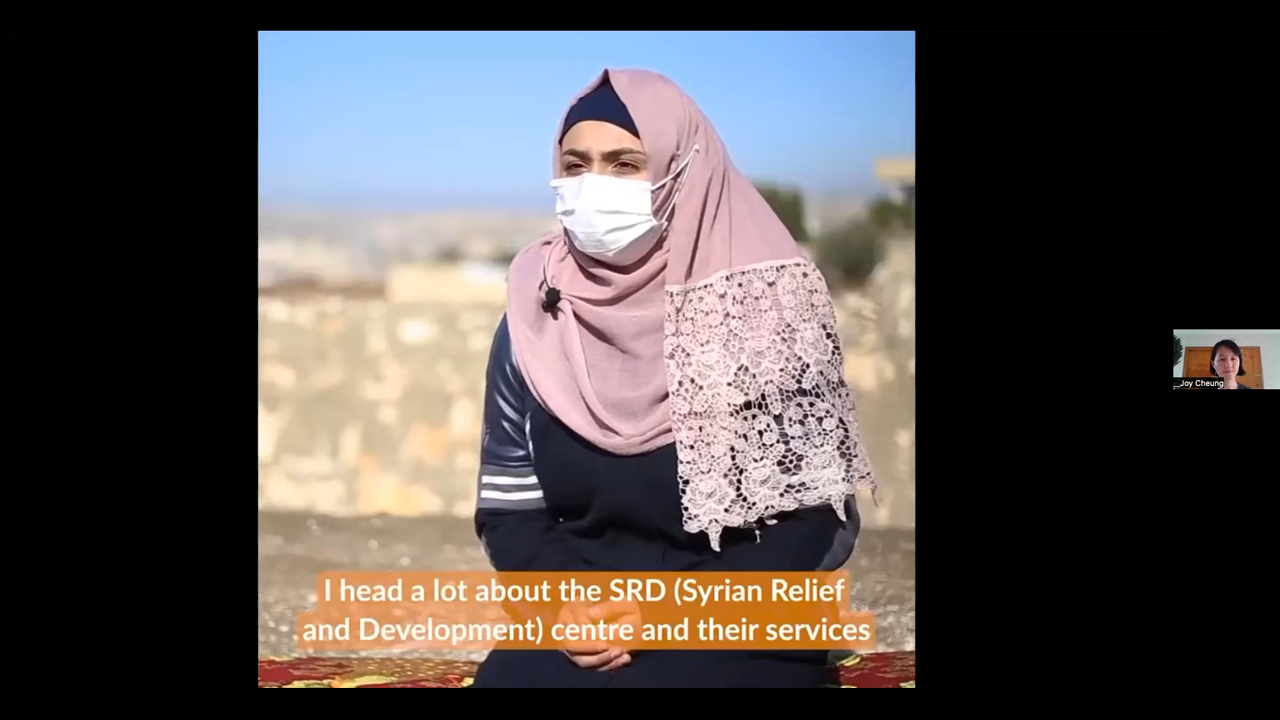 I head a lot about the SRD (Syrian Relief
and Development) centre and their services
Joy Cheung